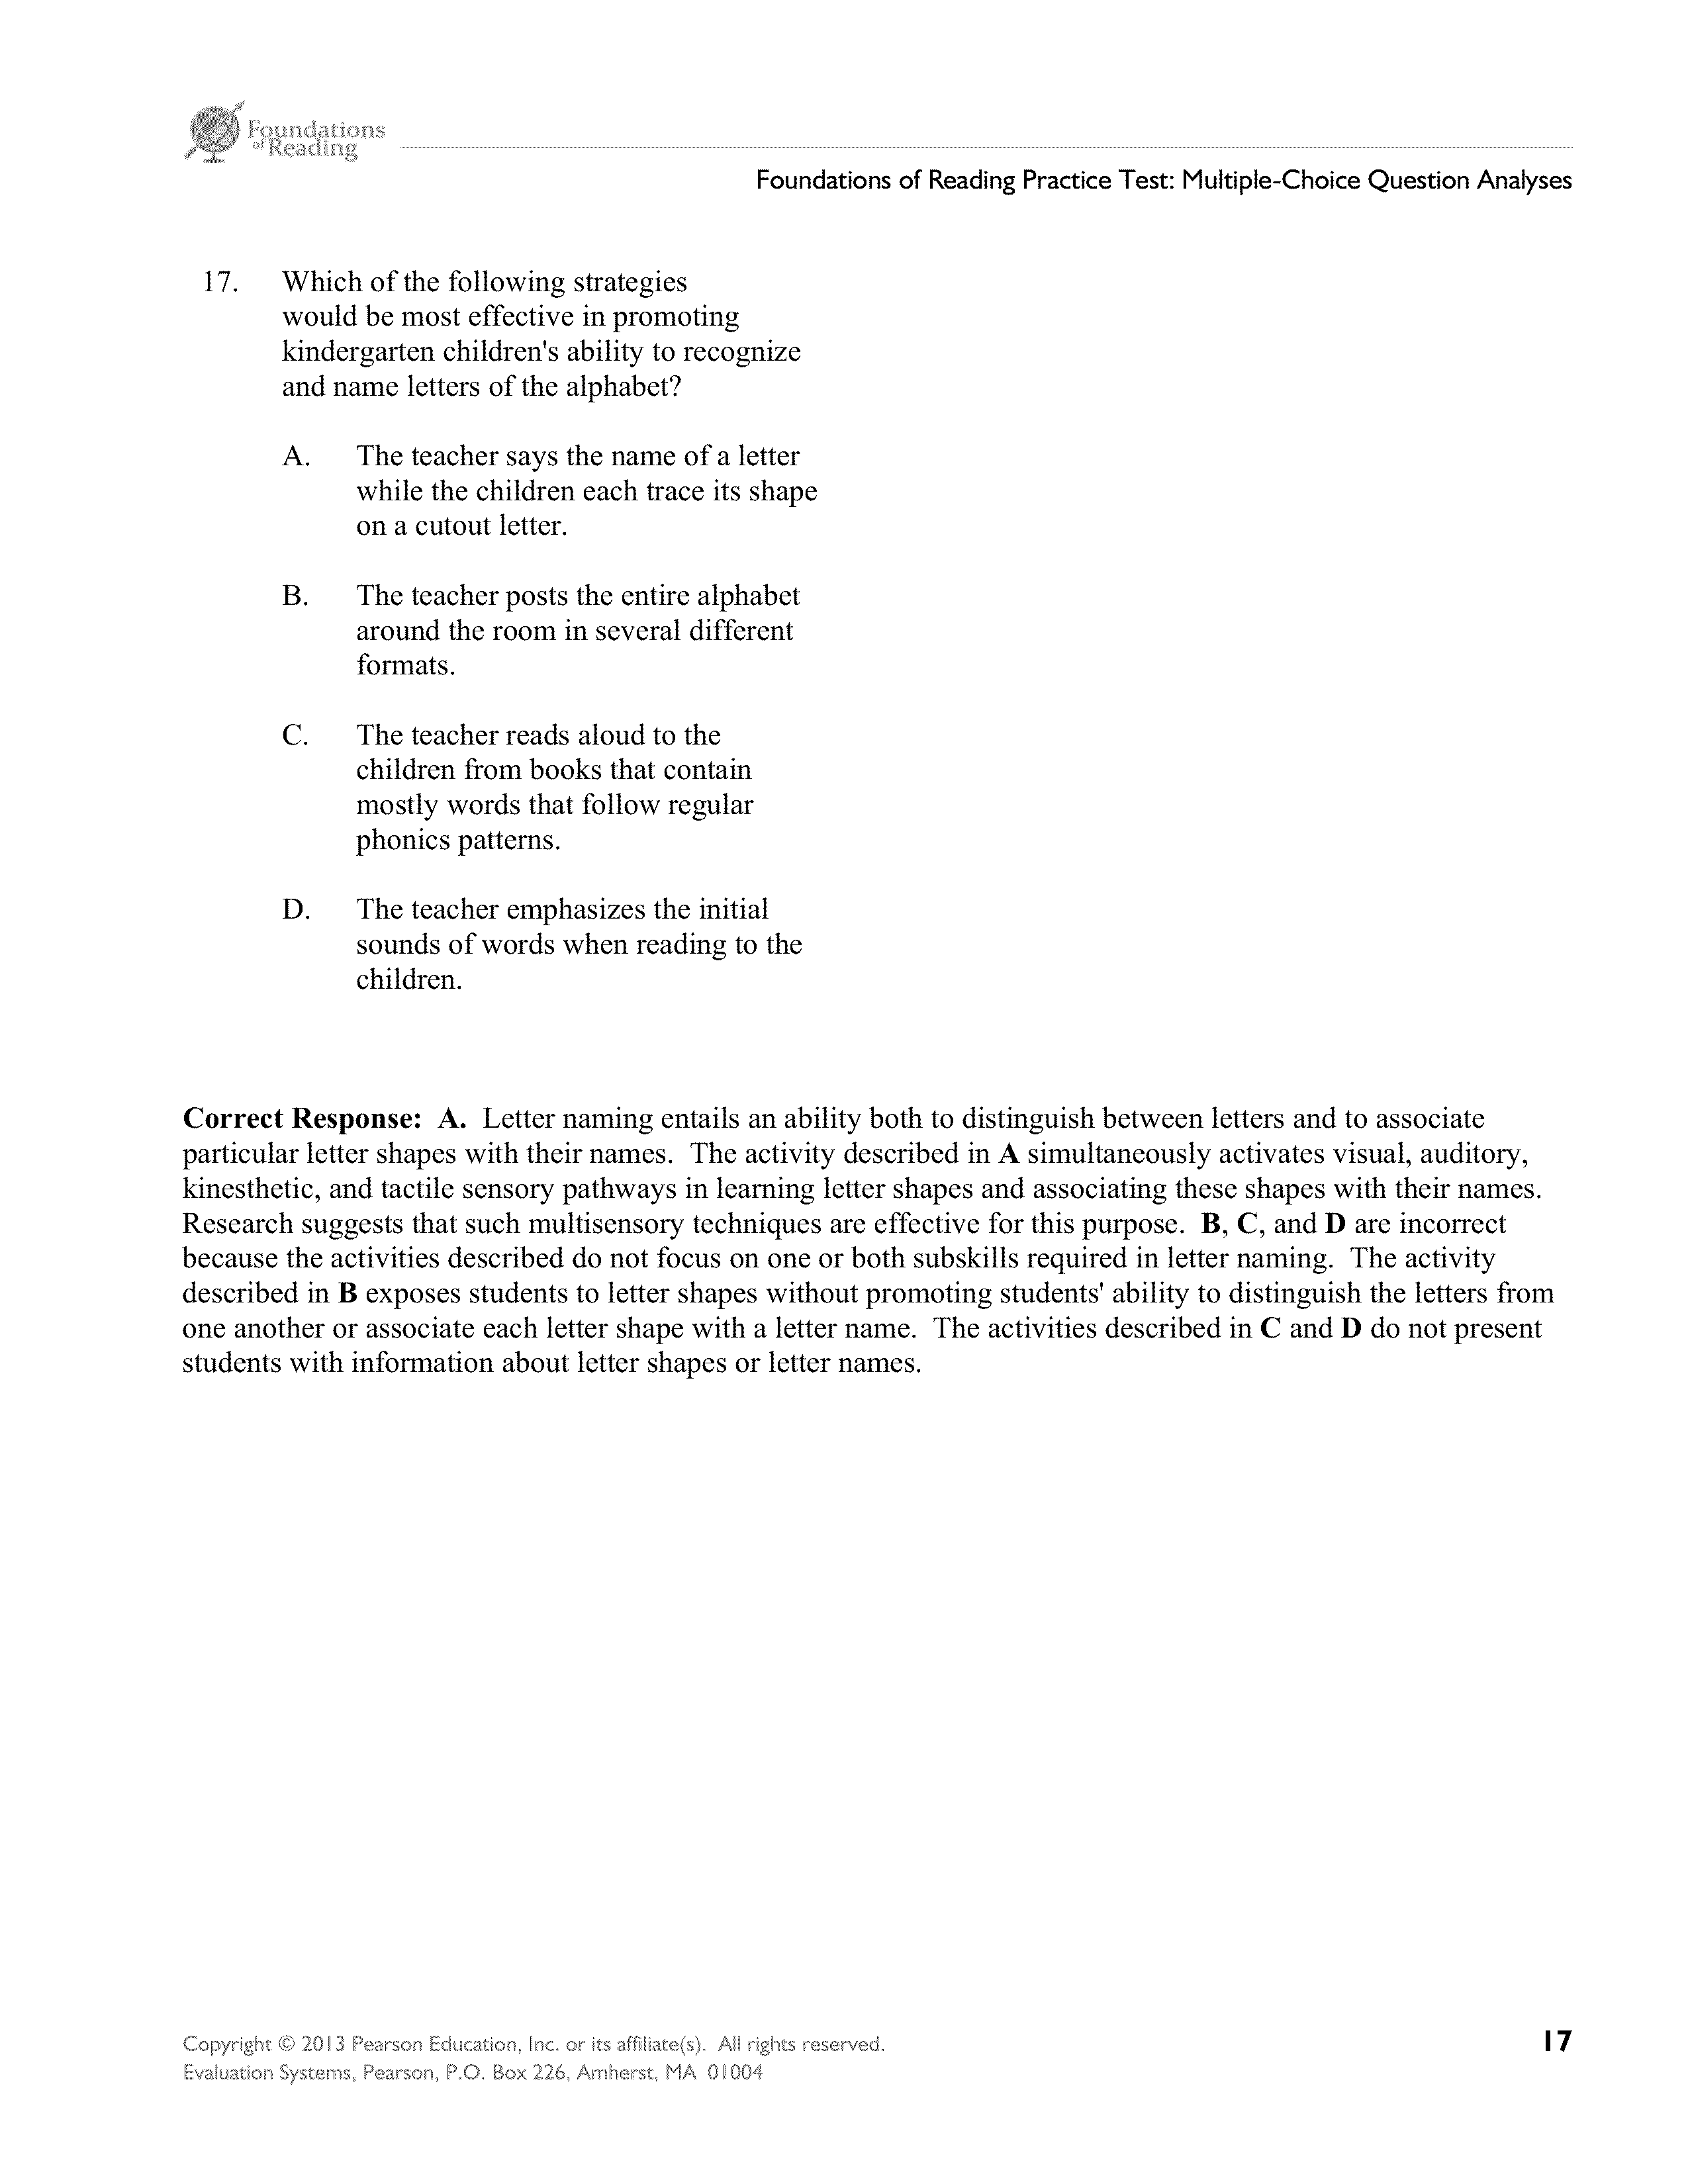 Foundations
of Reading
Foundations of Reading Practice Test: Multiple-Choice Question Analyses
17. Which of the following strategies
would be most effective in promoting
kindergarten children's ability to recognize
and name letters of the alphabet?
A. The teacher says the name of a letter
while the children each trace its shape
on a cutout letter.
B. The teacher posts the entire alphabet
around the room in several different
formats.
C. The teacher reads aloud to the
children from books that contain
mostly words that follow regular
phonics patterns.
D. The teacher emphasizes the initial
sounds of words when reading to the
children.
Correct Response: A. Letter naming entails an ability both to distinguish between letters and to associate
particular letter shapes with their names. The activity described in A simultaneously activates visual, auditory,
kinesthetic, and tactile sensory pathways in learning letter shapes and associating these shapes with their names.
Research suggests that such multisensory techniques are effective for this purpose. B, C, and D are incorrect
because the activities described do not focus on one or both subskills required in letter naming. The activity
described in B exposes students to letter shapes without promoting students' ability to distinguish the letters from
one another or associate each letter shape with a letter name. The activities described in C and D do not present
students with information about letter shapes or letter names.
Copyright © 2013 Pearson Education, Inc. or its affiliate(s). All rights reserved.
Evaluation Systems, Pearson, P.O. Box 226, Amherst, MA 01004
17